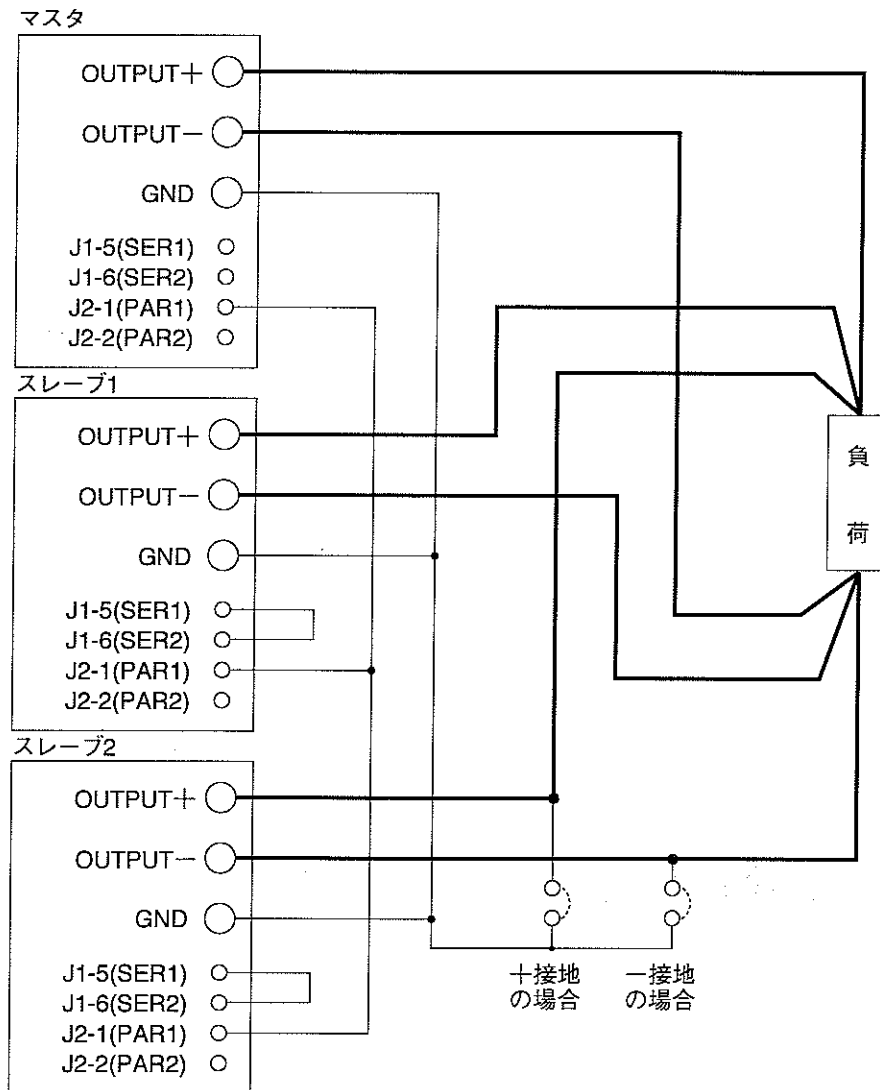 マスタ
OUTPUT+
OUTPUT−
GND
J1-5(SER1)
J1-6(SER2)
J2-1(PAR1)
J2-2(PAR2)
スレーブ1
OUTPUT+
OUTPUT−
GND
J1-5(SER1)
J1-6(SER2)
J2-1(PAR1)
J2-2(PAR2)
負
荷
スレーブ2
OUTPUT+
OUTPUT−
GND
J1-5(SER1)
J1-6(SER2)
J2-1(PAR1)
J2-2(PAR2)
+接地
の場合
−接地
の場合